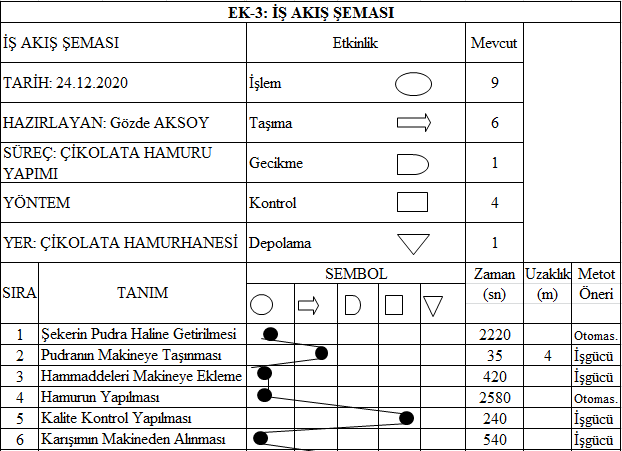 EK-3: İŞ AKIŞ ŞEMASI
İŞ AKIŞ ŞEMASI Etkinlik Mevcut
TARİH: 24.12.2020 İşlem 9
HAZIRLAYAN: Gözde AKSOY Taşıma 6
SÜREÇ: ÇİKOLATA HAMURU
YAPIMI Gecikme 1
YÖNTEM Kontrol 4
YER: ÇİKOLATA HAMURHANESİ Depolama 1
SIRA TANIM SEMBOL Zaman Uzaklık Metot
(sn) (m) Öneri
1 Şekerin Pudra Haline Getirilmesi 2220 Otomas.
2 Pudranın Makineye Taşınması 35 4 İşgücü
3 Hammaddeleri Makineye Ekleme 420 İşgücü
4 Hamurun Yapılması 2580 Otomas.
5 Kalite Kontrol Yapılması 240 İşgücü
6 Karışımın Makineden Alınması 540 İşgücü